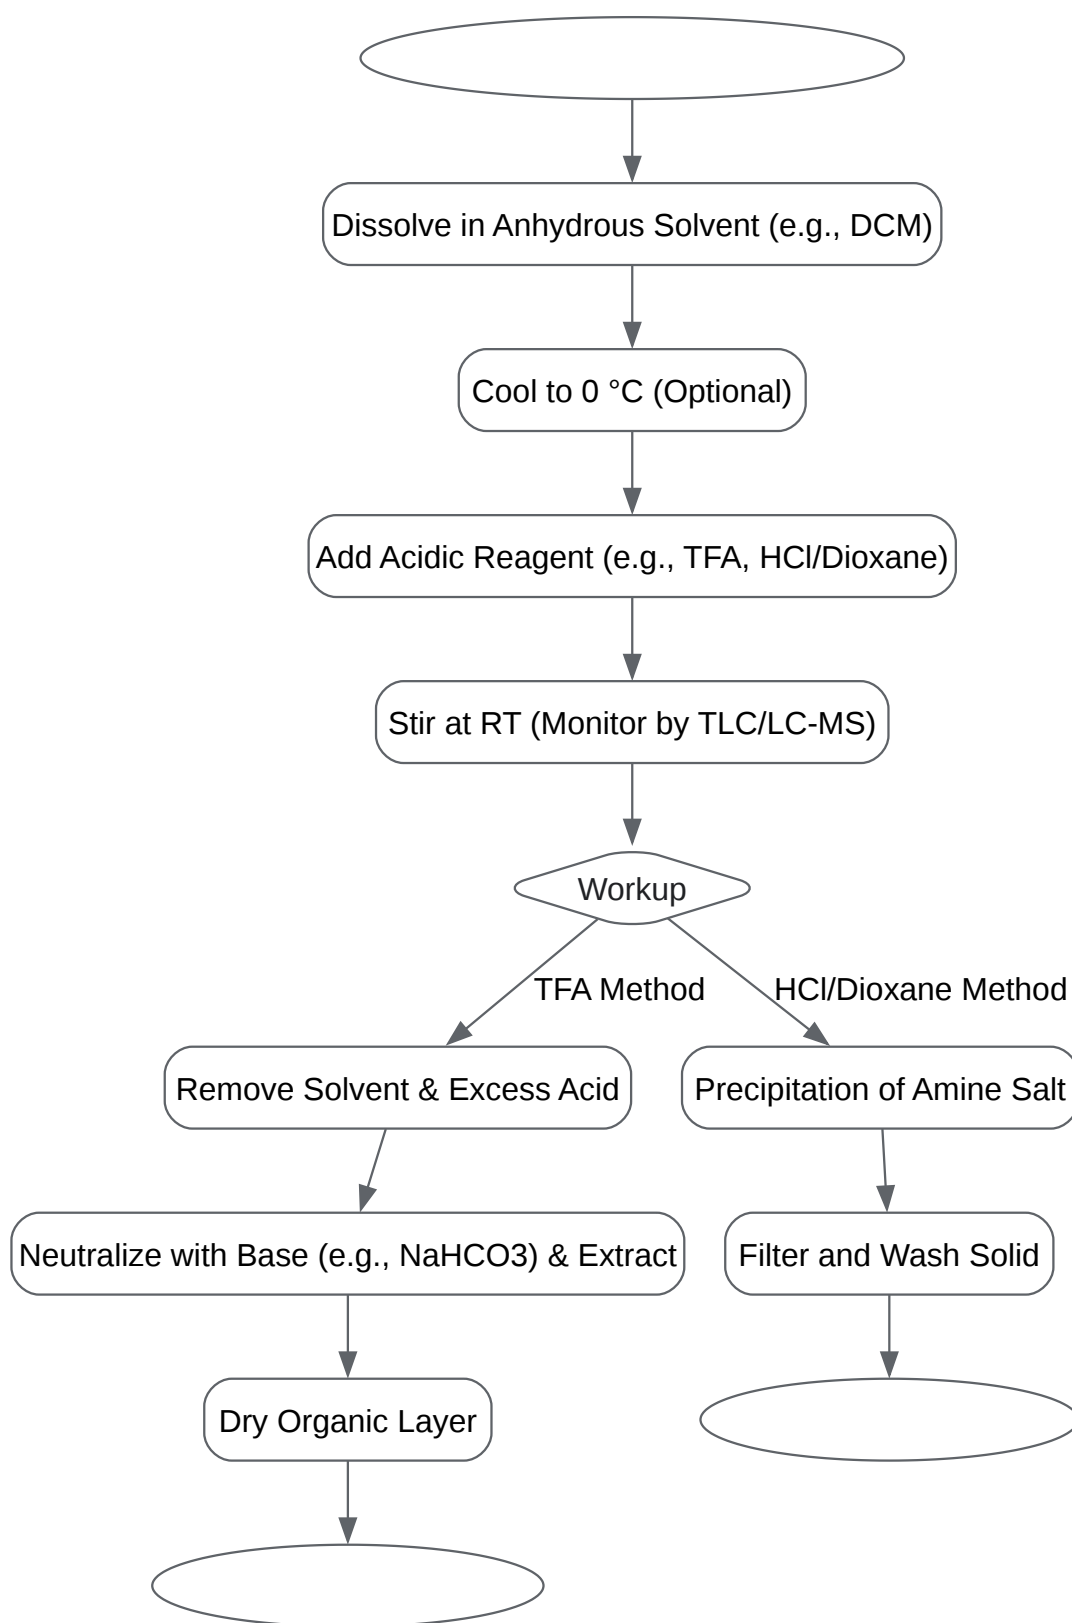 Dissolve in Anhydrous Solvent (e.g., DCM)
Cool to 0 °C (Optional)
Add Acidic Reagent (e.g., TFA, HCl/Dioxane)
Stir at RT (Monitor by TLC/LC-MS)
Workup
TFA Method
HCl/Dioxane Method
Remove Solvent & Excess Acid
Precipitation of Amine Salt
Neutralize with Base (e.g., NaHCO3) & Extract
Filter and Wash Solid
Dry Organic Layer